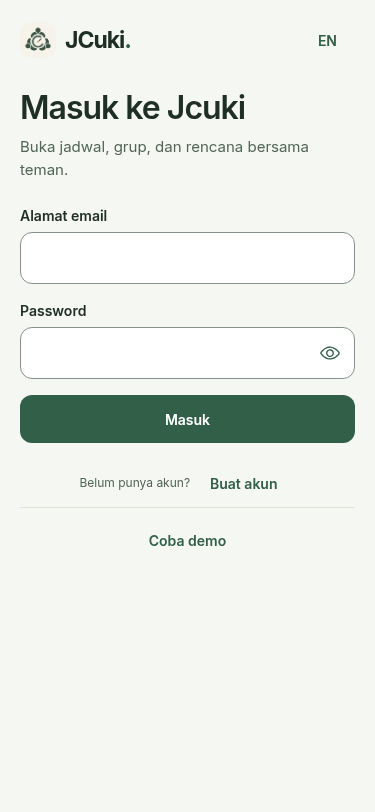 JCuki.
EN
Masuk ke Jcuki
Buka jadwal, grup, dan rencana bersama
teman.
Alamat email
Password
Masuk
Belum punya akun? Buat akun
Coba demo